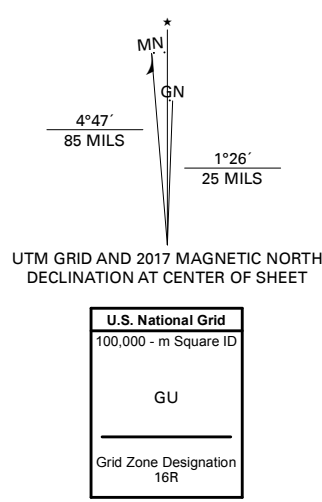 ★
MN
GN
4°47´
85 MILS
1°26´
25 MILS
UTM GRID AND 2017 MAGNETIC NORTH
DECLINATION AT CENTER OF SHEET
U.S. National Grid
100,000 - m Square ID
GU
Grid Zone Designation
16R